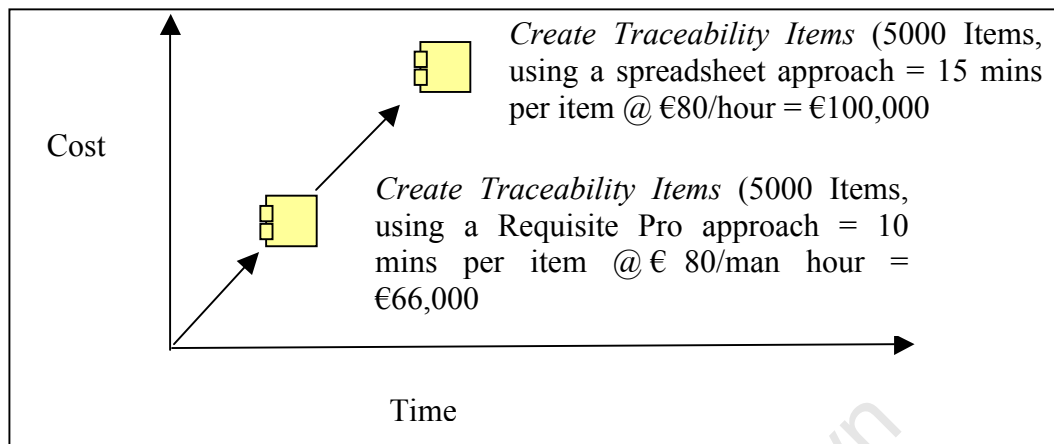 Create Traceability Items (5000 Items,
using a spreadsheet approach = 15 mins
per item @ €80/hour = €100,000
Cost
Create Traceability Items (5000 Items,
using a Requisite Pro approach = 10
mins per item @ € 80/man hour =
€66,000
Time